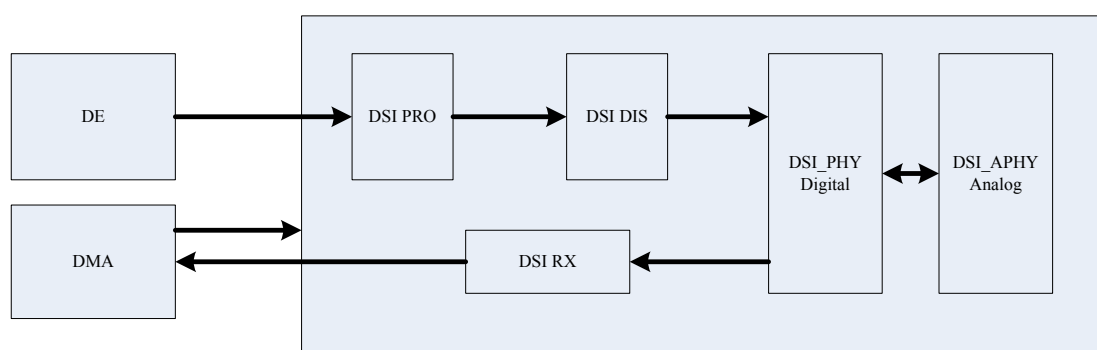 DE
DSI PRO
DSI DIS
DSI_PHY
Digital
DSI_APHY
Analog
DMA
DSI RX